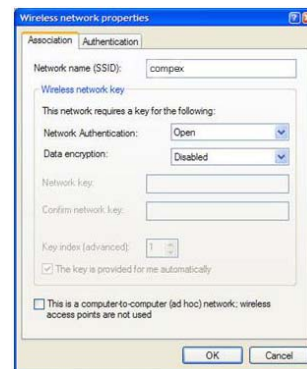 Wireless network properties
Association
Authentication
Network name (SSID):
compex
Wireless network key
This network requires a key for the following:
Network Authentication:
Open
Data encryption:
Disabled
Network key:
Confirm network key:
Key index (advanced):
1
The key is provided for me automatically
This is a computer-to-computer (ad hoc) network; wireless
access points are not used
OK
Cancel